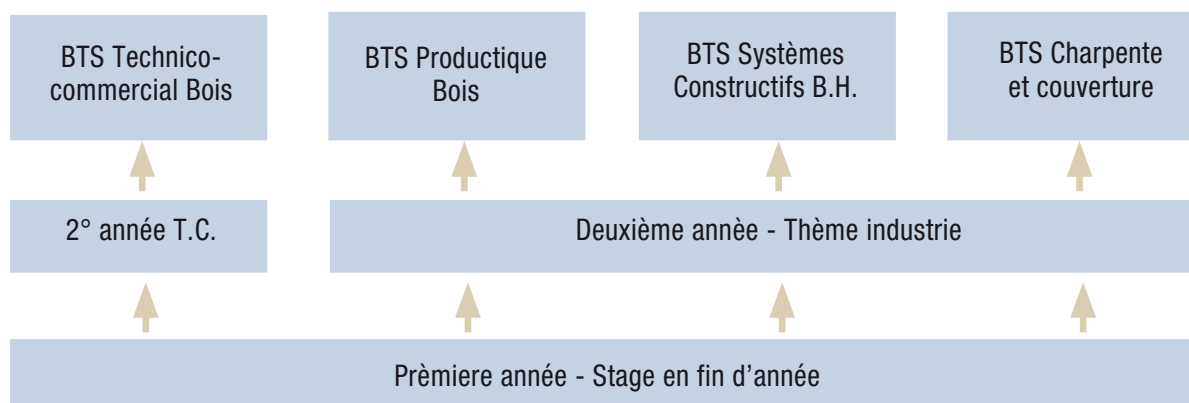 BTS Technico-
commercial Bois
BTS Productique
Bois
BTS Systèmes
Constructifs B.H.
BTS Charpente
et couverture
2° année T.C.
Deuxième annèe - Thème industrie
Prèmiere année - Stage en fin d’année